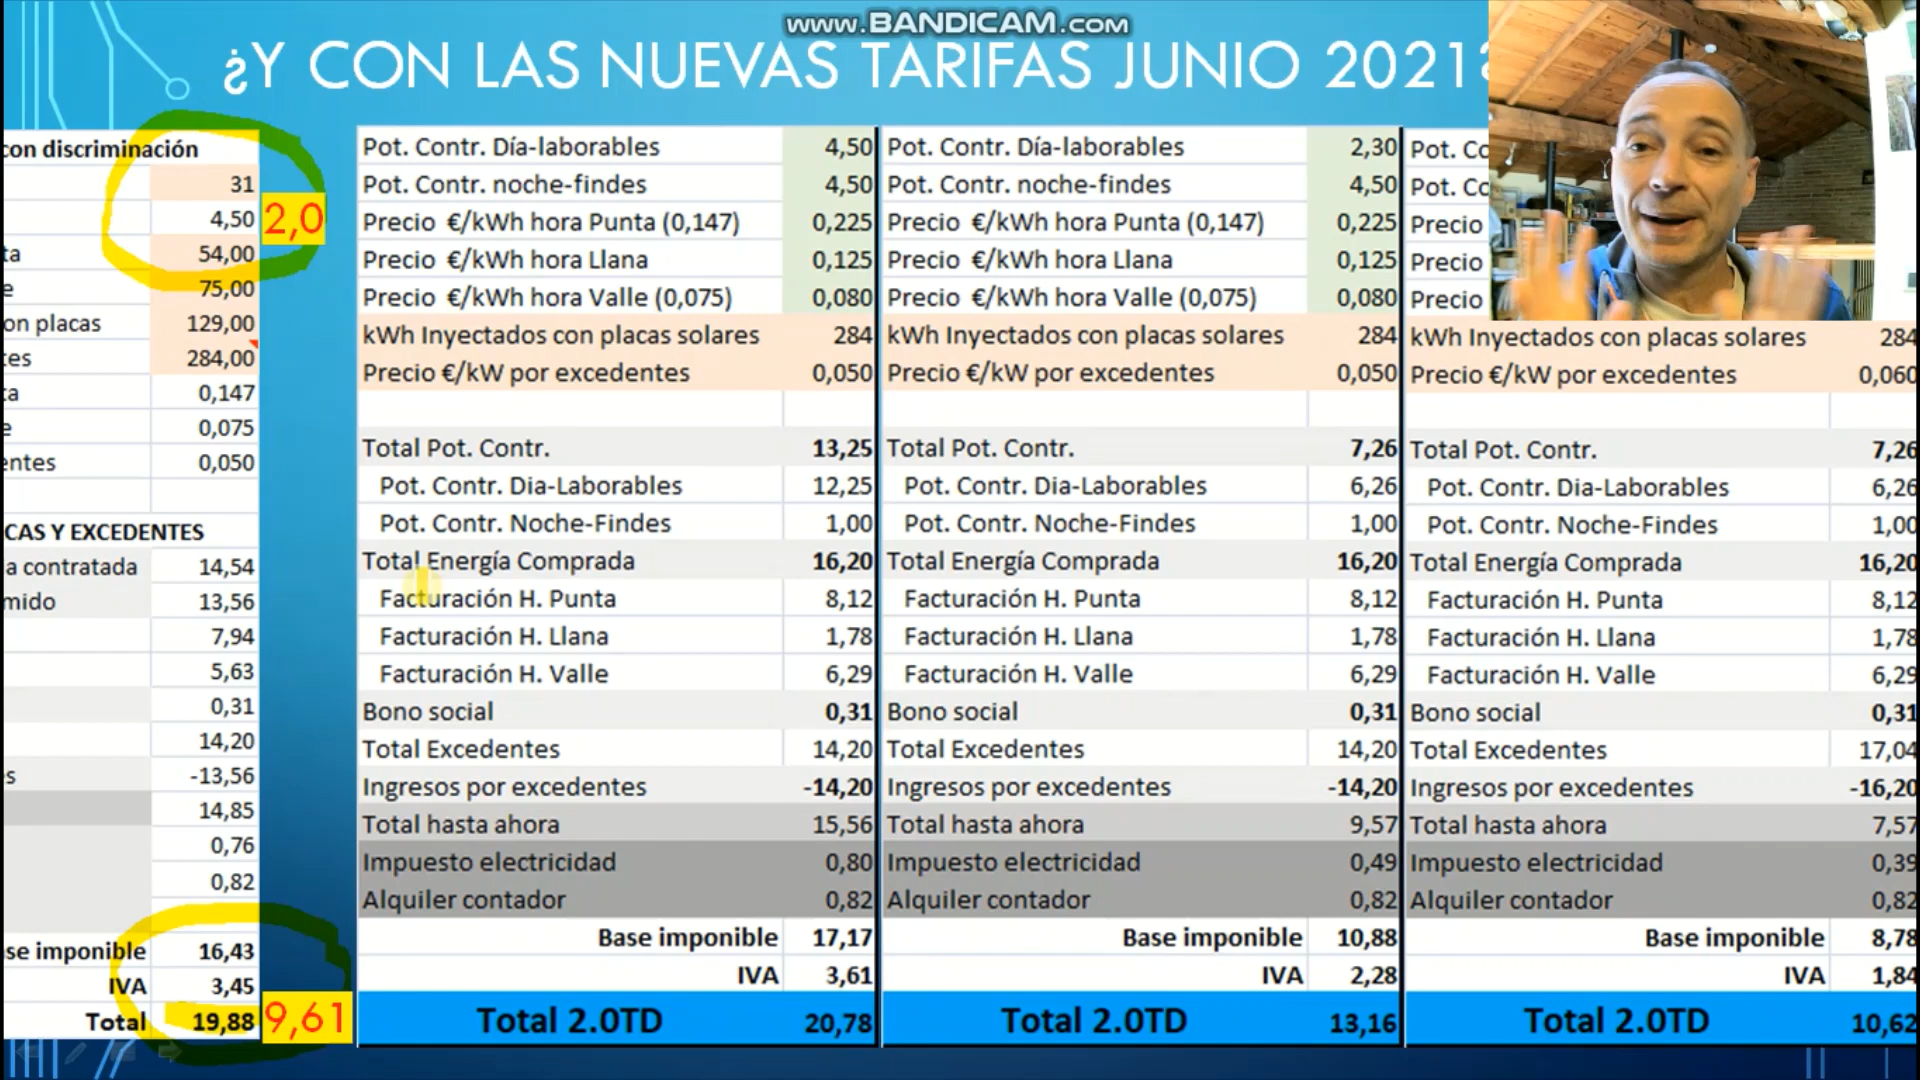 www.BANDICAM.com
¿Y CON LAS NUEVAS TARIFAS JUNIO 2021?
con discriminación
31
4,50 2,0
ta 54,00
e 75,00
on placas 129,00
tes 284,00
ta 0,147
e 0,075
entes 0,050
CAS Y EXCEDENTES
a contratada 14,54
mido 13,56
7,94
5,63
0,31
14,20
s -13,56
14,85
0,76
0,82
se imponible 16,43
IVA 3,45
Total 19,88 9,61
Pot. Contr. Día-laborables 4,50
Pot. Contr. noche-findes 4,50
Precio €/kWh hora Punta (0,147) 0,225
Precio €/kWh hora Llana 0,125
Precio €/kWh hora Valle (0,075) 0,080
kWh Inyectados con placas solares 284
Precio €/kW por excedentes 0,050
Total Pot. Contr. 13,25
Pot. Contr. Dia-Laborables 12,25
Pot. Contr. Noche-Findes 1,00
Total Energía Comprada 16,20
Facturación H. Punta 8,12
Facturación H. Llana 1,78
Facturación H. Valle 6,29
Bono social 0,31
Total Excedentes 14,20
Ingresos por excedentes -14,20
Total hasta ahora 15,56
Impuesto electricidad 0,80
Alquiler contador 0,82
Base imponible 17,17
IVA 3,61
Total 2.0TD 20,78
Pot. Contr. Día-laborables 2,30
Pot. Contr. noche-findes 4,50
Precio €/kWh hora Punta (0,147) 0,225
Precio €/kWh hora Llana 0,125
Precio €/kWh hora Valle (0,075) 0,080
kWh Inyectados con placas solares 284
Precio €/kW por excedentes 0,050
Total Pot. Contr. 7,26
Pot. Contr. Dia-Laborables 6,26
Pot. Contr. Noche-Findes 1,00
Total Energía Comprada 16,20
Facturación H. Punta 8,12
Facturación H. Llana 1,78
Facturación H. Valle 6,29
Bono social 0,31
Total Excedentes 14,20
Ingresos por excedentes -14,20
Total hasta ahora 9,57
Impuesto electricidad 0,49
Alquiler contador 0,82
Base imponible 10,88
IVA 2,28
Total 2.0TD 13,16
Pot. Co
Pot. Co
Precio
Precio
Precio
kWh Inyectados con placas solares 284
Precio €/kW por excedentes 0,060
Total Pot. Contr. 7,26
Pot. Contr. Dia-Laborables 6,26
Pot. Contr. Noche-Findes 1,00
Total Energía Comprada 16,20
Facturación H. Punta 8,12
Facturación H. Llana 1,78
Facturación H. Valle 6,29
Bono social 0,31
Total Excedentes 17,04
Ingresos por excedentes -16,20
Total hasta ahora 7,57
Impuesto electricidad 0,39
Alquiler contador 0,82
Base imponible 8,78
IVA 1,84
Total 2.0TD 10,62